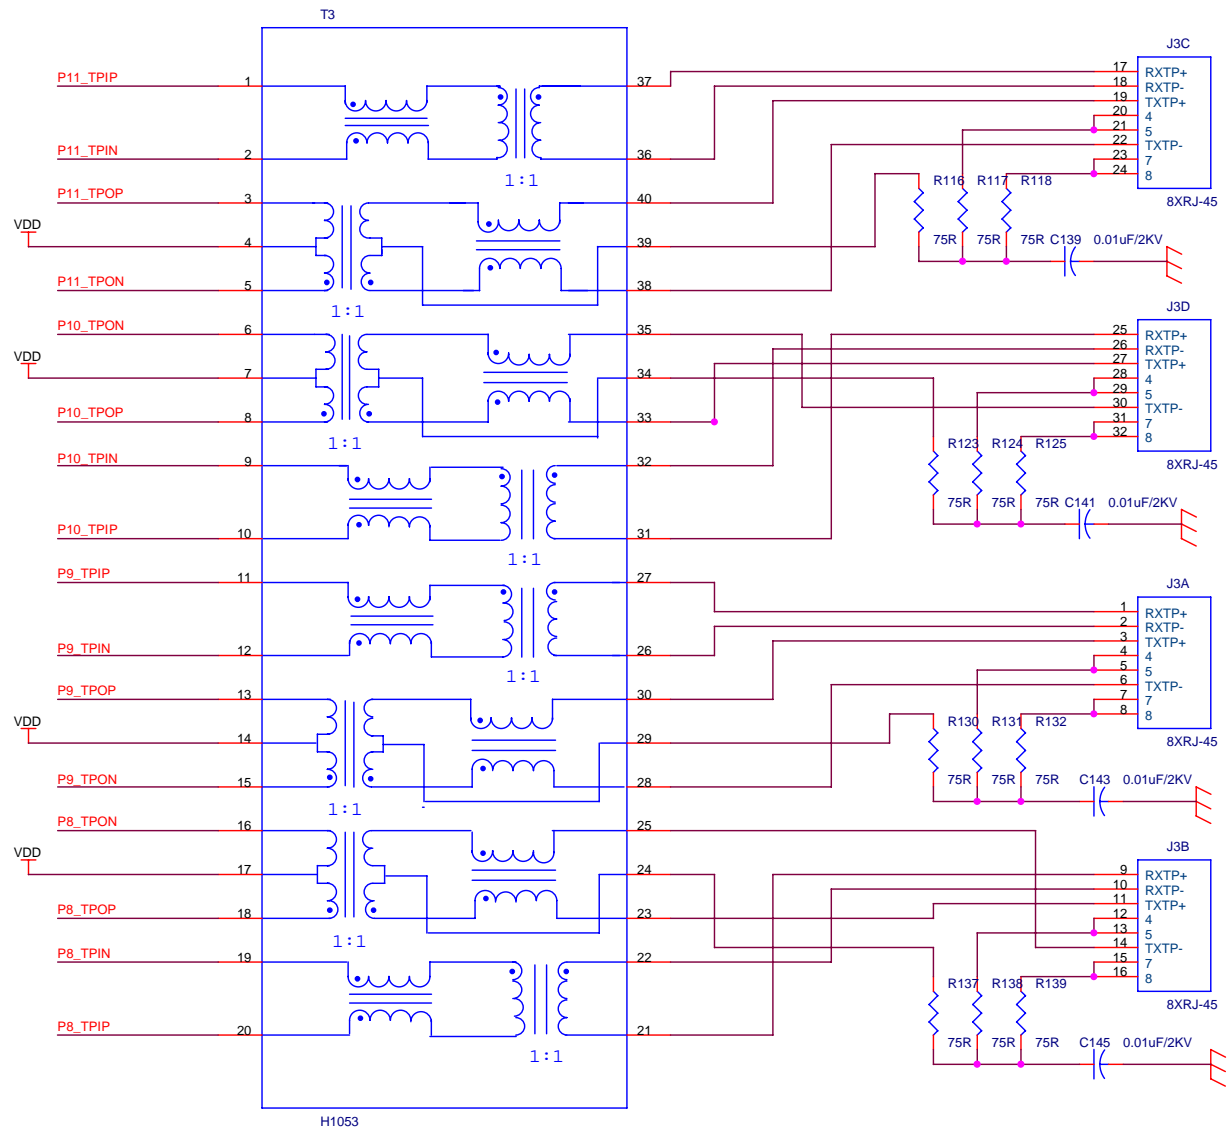 T3
P11_TPIP
1
37
P11_TPIN
2
36
1:1
P11_TPOP
3
40
VDD
4
39
P11_TPON
5
38
1:1
P10_TPON
6
35
VDD
7
34
P10_TPOP
8
33
1:1
P10_TPIN
9
32
P10_TPIP
10
31
1:1
P9_TPIP
11
27
P9_TPIN
12
26
1:1
P9_TPOP
13
30
VDD
14
29
P9_TPON
15
28
1:1
P8_TPON
16
25
VDD
17
24
P8_TPOP
18
23
1:1
P8_TPIN
19
22
P8_TPIP
20
21
1:1
H1053
J3C
17 RXTP+
18 RXTP-
19 TXTP+
20 4
21 5
22 TXTP-
23 7
24 8
8XRJ-45
R116 R117 R118
75R 75R 75R C139 0.01uF/2KV
J3D
25 RXTP+
26 RXTP-
27 TXTP+
28 4
29 5
30 TXTP-
31 7
32 8
8XRJ-45
R123 R124 R125
75R 75R 75R C141 0.01uF/2KV
J3A
1 RXTP+
2 RXTP-
3 TXTP+
4 4
5 5
6 TXTP-
7 7
8 8
8XRJ-45
R130 R131 R132
75R 75R 75R C143 0.01uF/2KV
J3B
9 RXTP+
10 RXTP-
11 TXTP+
12 4
13 5
14 TXTP-
15 7
16 8
8XRJ-45
R137 R138 R139
75R 75R 75R C145 0.01uF/2KV